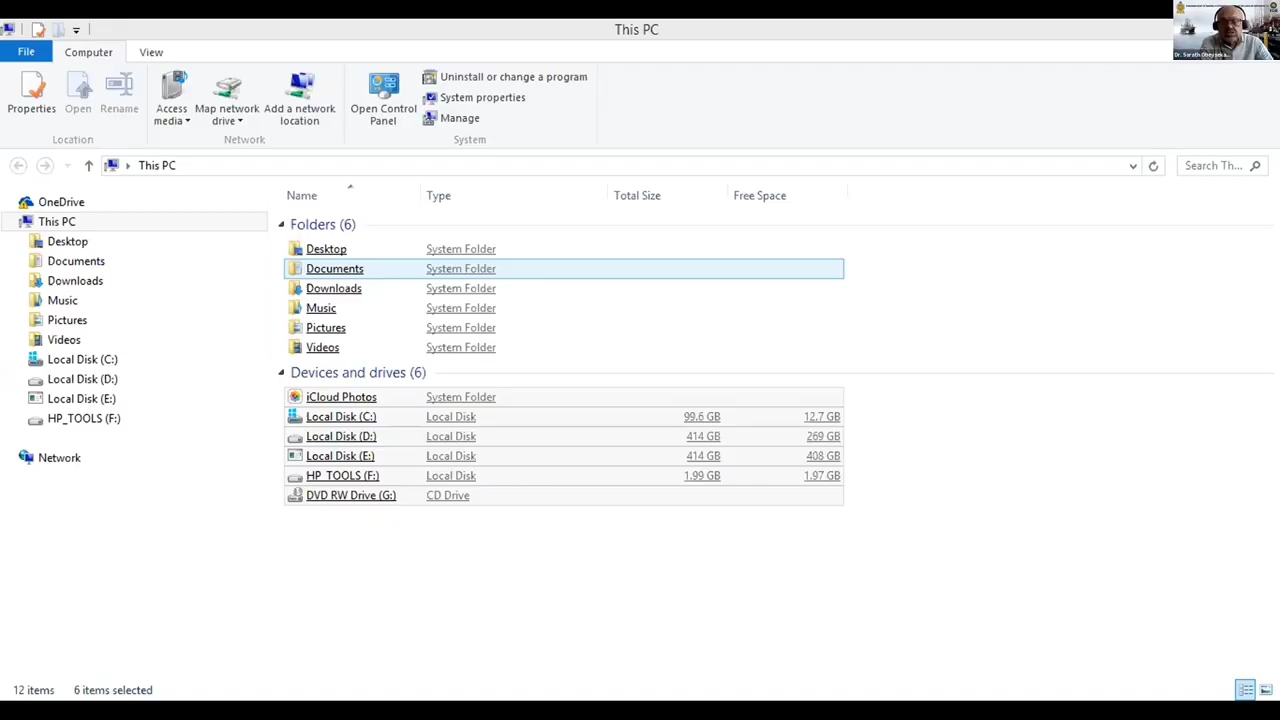 This PC
File Computer View
Properties Open Rename Access media Map network drive Add a network location Open Control Panel Uninstall or change a program
System properties
Manage
Location Network System
This PC Search Th...
Name Type Total Size Free Space
OneDrive
This PC
Desktop
Documents
Downloads
Music
Pictures
Videos
Local Disk (C:)
Local Disk (D:)
Local Disk (E:)
HP_TOOLS (F:)
Network
Folders (6)
Desktop System Folder
Documents System Folder
Downloads System Folder
Music System Folder
Pictures System Folder
Videos System Folder
Devices and drives (6)
iCloud Photos System Folder
Local Disk (C:) Local Disk 99.6 GB 12.7 GB
Local Disk (D:) Local Disk 414 GB 269 GB
Local Disk (E:) Local Disk 414 GB 408 GB
HP_TOOLS (F:) Local Disk 1.99 GB 1.97 GB
DVD RW Drive (G:) CD Drive
12 items 6 items selected
Dr. Sarath Obeyseka...